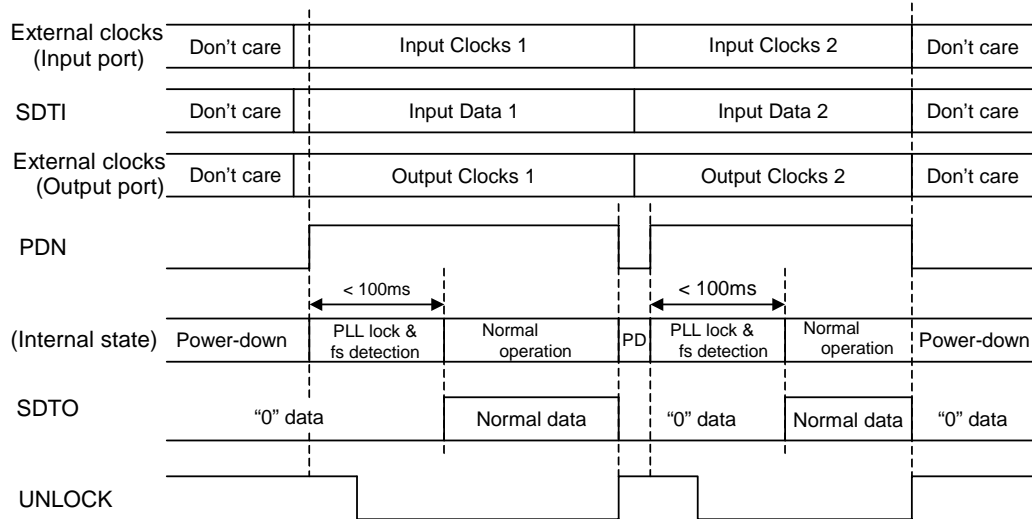 External clocks
(Input port)
Don't care
Input Clocks 1
Input Clocks 2
Don't care
SDTI
Don't care
Input Data 1
Input Data 2
Don't care
External clocks
(Output port)
Don't care
Output Clocks 1
Output Clocks 2
Don't care
PDN
< 100ms
< 100ms
(Internal state)
Power-down
PLL lock &
fs detection
Normal
operation
PD
PLL lock &
fs detection
Normal
operation
Power-down
SDTO
“0” data
Normal data
“0” data
Normal data
“0” data
UNLOCK